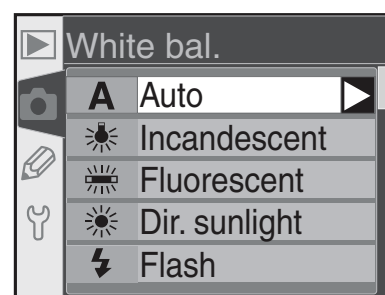 White bal.
A Auto
Incandescent
Fluorescent
Dir. sunlight
Flash